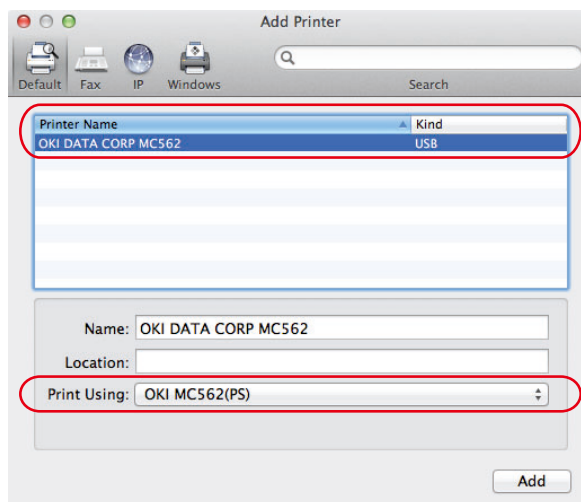 Add Printer
Default Fax IP Windows Search
Printer Name Kind
OKI DATA CORP MC562 USB
Name: OKI DATA CORP MC562
Location:
Print Using: OKI MC562(PS)
Add